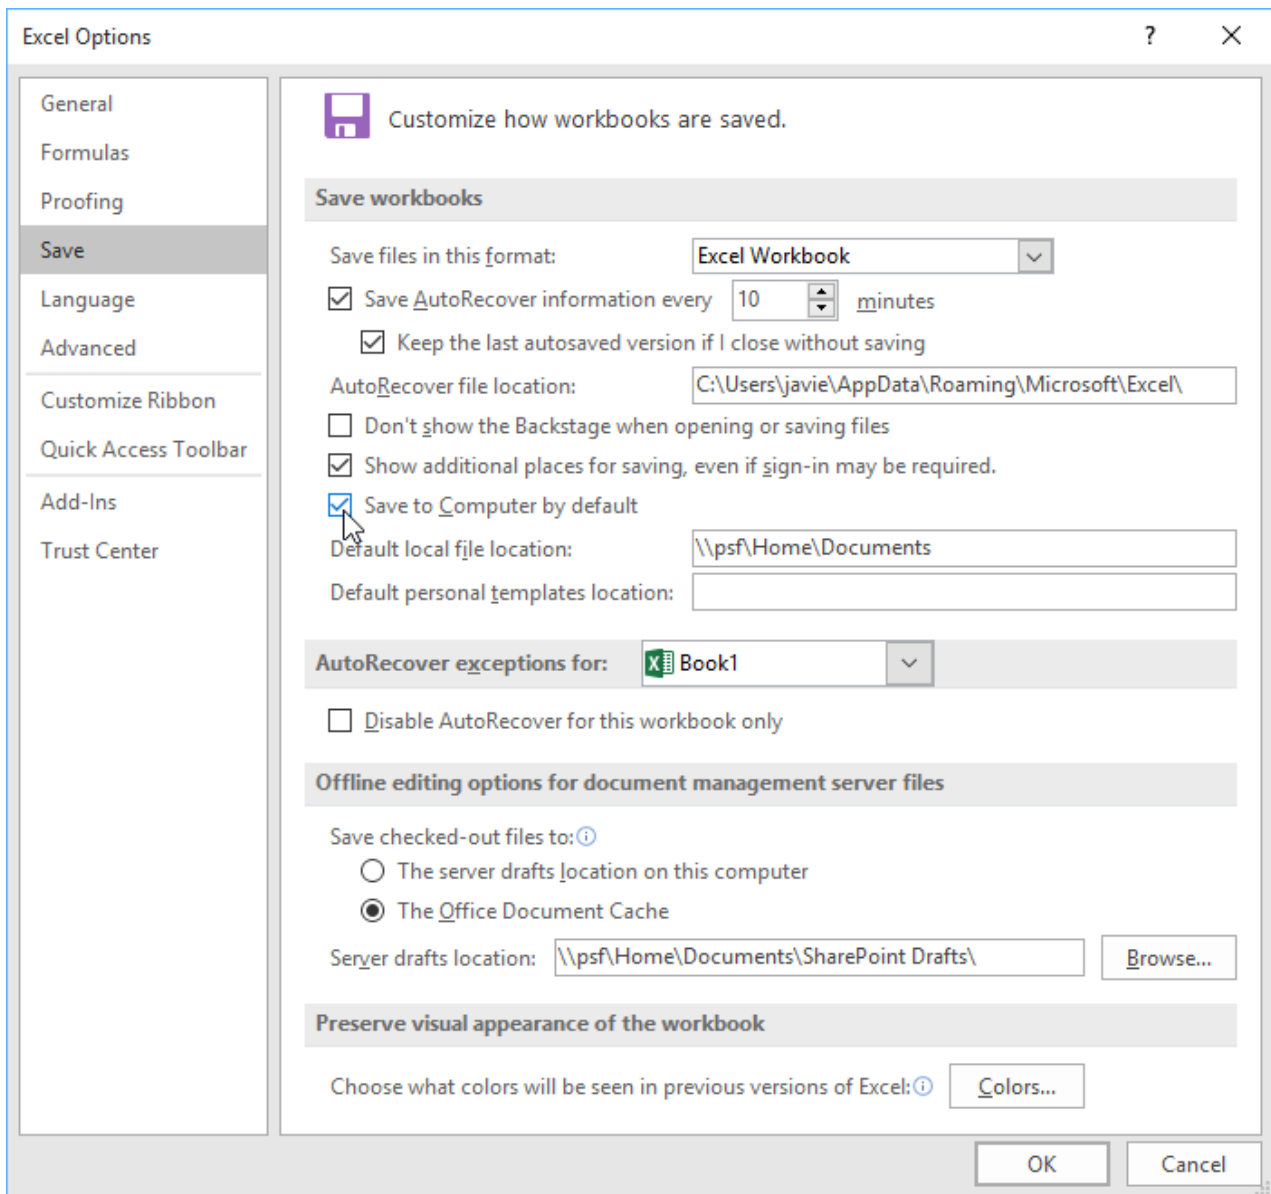 Excel Options ?
General
Formulas
Proofing
Save
Language
Advanced
Customize Ribbon
Quick Access Toolbar
Add-Ins
Trust Center
Customize how workbooks are saved.
Save workbooks
Save files in this format: Excel Workbook
Save AutoRecover information every 10 minutes
Keep the last autosaved version if I close without saving
AutoRecover file location: C:\Users\javie\AppData\Roaming\Microsoft\Excel\
Don't show the Backstage when opening or saving files
Show additional places for saving, even if sign-in may be required.
Save to Computer by default
Default local file location: \\psf\Home\Documents
Default personal templates location:
AutoRecover exceptions for: Book1
Disable AutoRecover for this workbook only
Offline editing options for document management server files
Save checked-out files to:
The server drafts location on this computer
The Office Document Cache
Server drafts location: \\psf\Home\Documents\SharePoint Drafts\ Browse...
Preserve visual appearance of the workbook
Choose what colors will be seen in previous versions of Excel: Colors...
OK Cancel